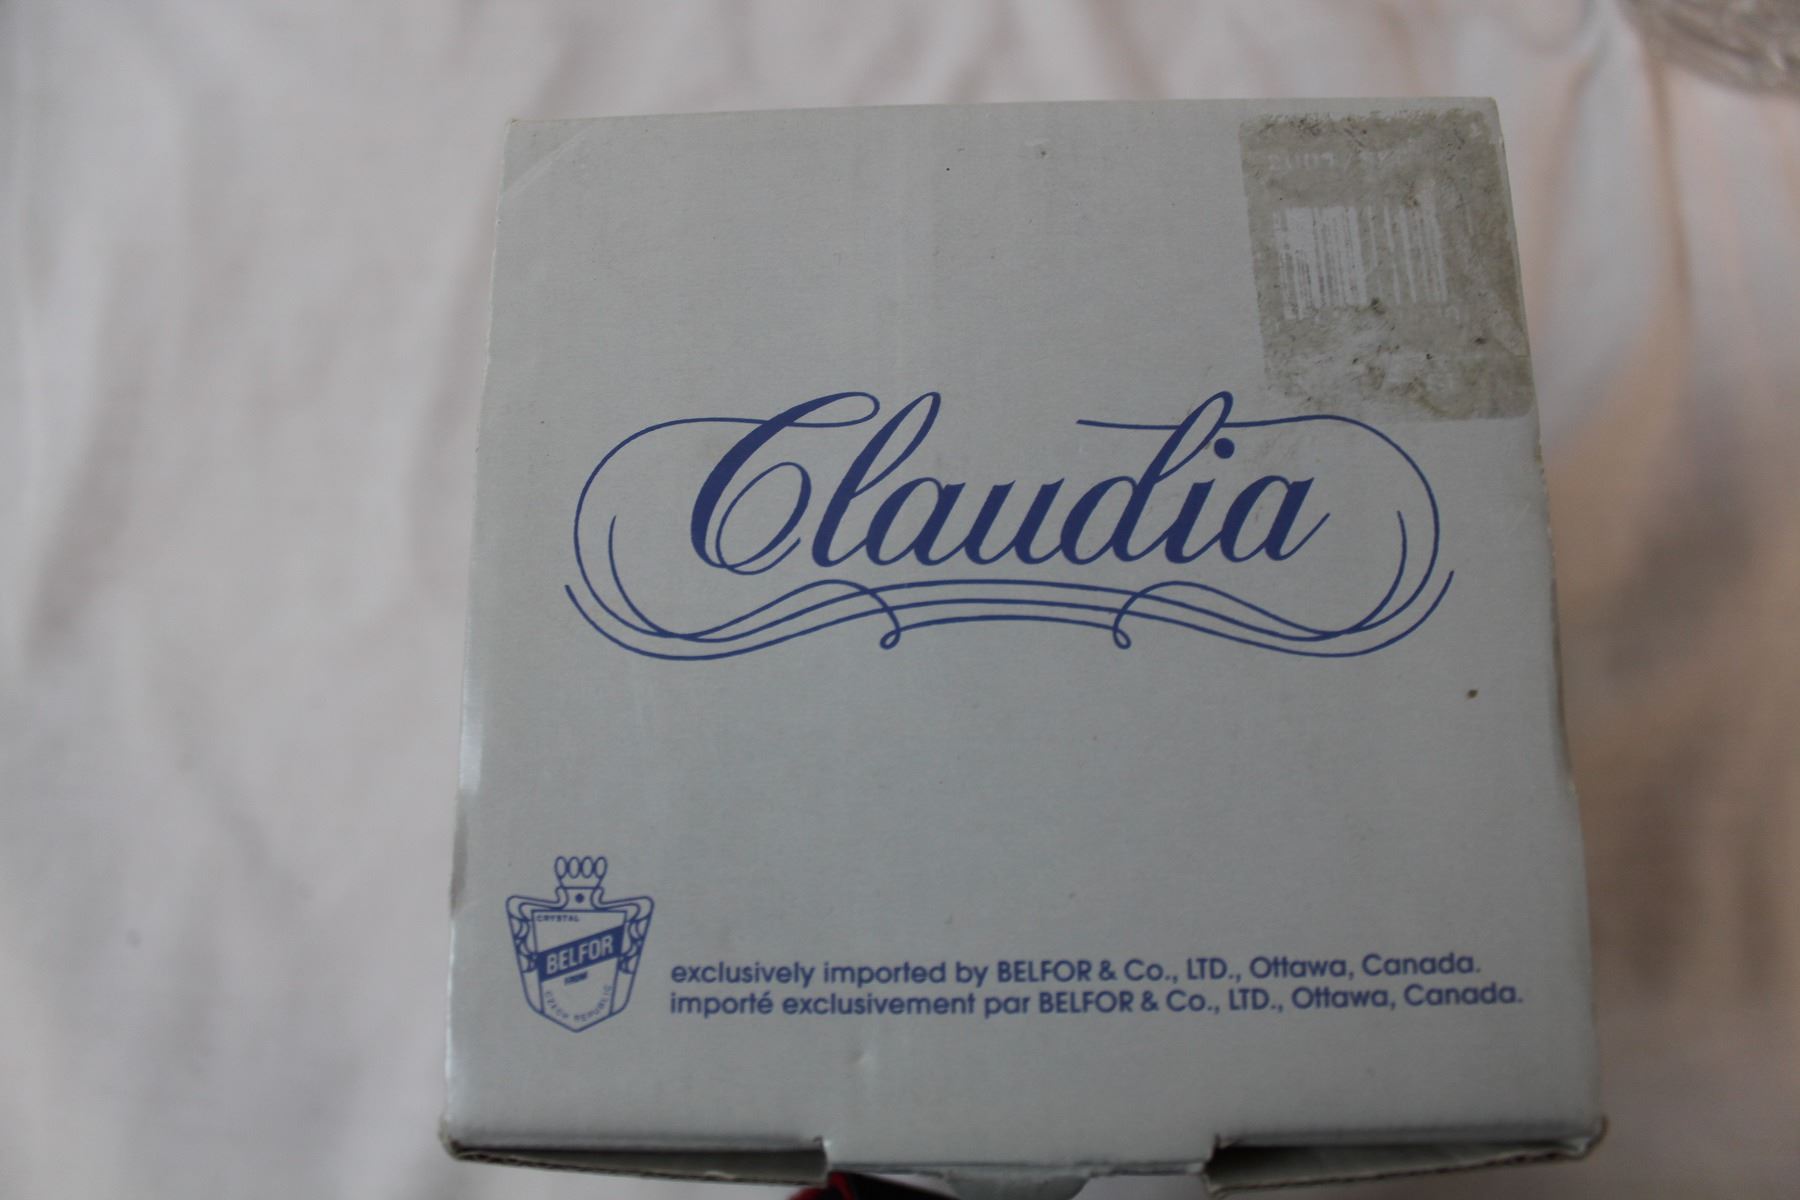 Claudia
CRYSTAL
BELFOR
CZECH REPUBLIC
exclusively imported by BELFOR & Co., LTD., Ottawa, Canada.
importé exclusivement par BELFOR & Co., LTD., Ottawa, Canada.